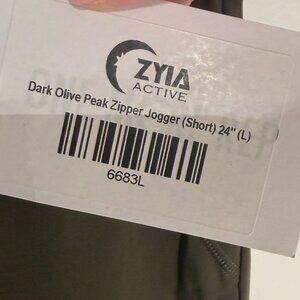 ZYIA
ACTIVE
Dark Olive Peak Zipper Jogger (Short) 24" (L)
6683L